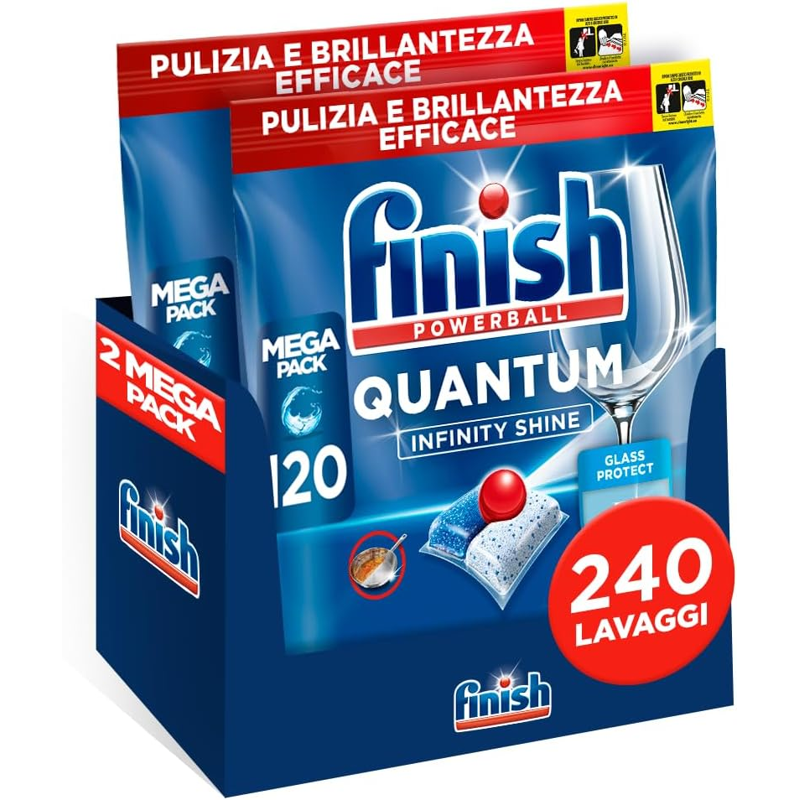 PULIZIA E BRILLANTEZZA
EFFICACE
PULIZIA E BRILLANTEZZA
EFFICACE
finish
POWERBALL
MEGA
PACK
MEGA
PACK
120
QUANTUM
INFINITY SHINE
GLASS
PROTECT
2 MEGA
PACK
finish
240
LAVAGGI
finish